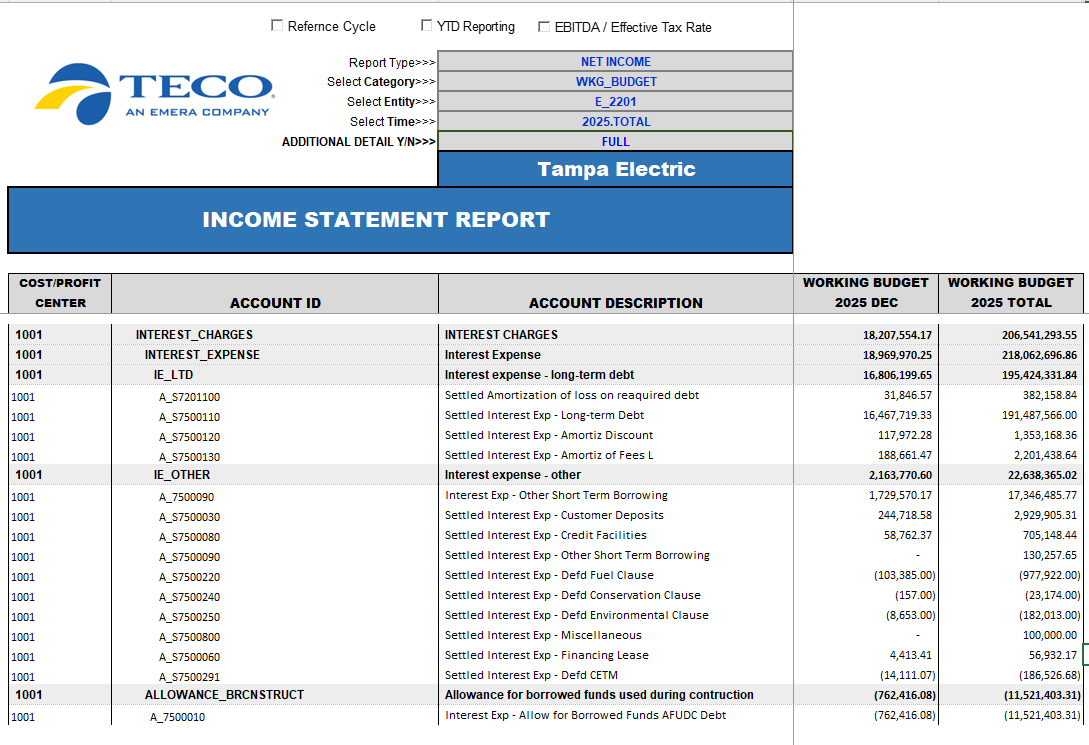 Refernce Cycle YTD Reporting EBITDA / Effective Tax Rate
TECO.
AN EMERA COMPANY
Report Type>>> NET INCOME
Select Category>>> WKG_BUDGET
Select Entity>>> E_2201
Select Time>>> 2025.TOTAL
ADDITIONAL DETAIL Y/N>>> FULL
Tampa Electric
INCOME STATEMENT REPORT
COST/PROFIT CENTER ACCOUNT ID ACCOUNT DESCRIPTION WORKING BUDGET 2025 DEC WORKING BUDGET 2025 TOTAL
1001 INTEREST_CHARGES INTEREST CHARGES 18,207,554.17 206,541,293.55
1001 INTEREST_EXPENSE Interest Expense 18,969,970.25 218,062,696.86
1001 IE_LTD Interest expense - long-term debt 16,806,199.65 195,424,331.84
1001 A_S7201100 Settled Amortization of loss on reaquired debt 31,846.57 382,158.84
1001 A_S7500110 Settled Interest Exp - Long-term Debt 16,467,719.33 191,487,566.00
1001 A_S7500120 Settled Interest Exp - Amortiz Discount 117,972.28 1,353,168.36
1001 A_S7500130 Settled Interest Exp - Amortiz of Fees L 188,661.47 2,201,438.64
1001 IE_OTHER Interest expense - other 2,163,770.60 22,638,365.02
1001 A_7500090 Interest Exp - Other Short Term Borrowing 1,729,570.17 17,346,485.77
1001 A_S7500030 Settled Interest Exp - Customer Deposits 244,718.58 2,929,905.31
1001 A_S7500080 Settled Interest Exp - Credit Facilities 58,762.37 705,148.44
1001 A_S7500090 Settled Interest Exp - Other Short Term Borrowing - 130,257.65
1001 A_S7500220 Settled Interest Exp - Defd Fuel Clause (103,385.00) (977,922.00)
1001 A_S7500240 Settled Interest Exp - Defd Conservation Clause (157.00) (23,174.00)
1001 A_S7500250 Settled Interest Exp - Defd Environmental Clause (8,653.00) (182,013.00)
1001 A_S7500800 Settled Interest Exp - Miscellaneous - 100,000.00
1001 A_S7500060 Settled Interest Exp - Financing Lease 4,413.41 56,932.17
1001 A_S7500291 Settled Interest Exp - Defd CETM (14,111.07) (186,526.68)
1001 ALLOWANCE_BRCNSTRUCT Allowance for borrowed funds used during contruction (762,416.08) (11,521,403.31)
1001 A_7500010 Interest Exp - Allow for Borrowed Funds AFUDC Debt (762,416.08) (11,521,403.31)